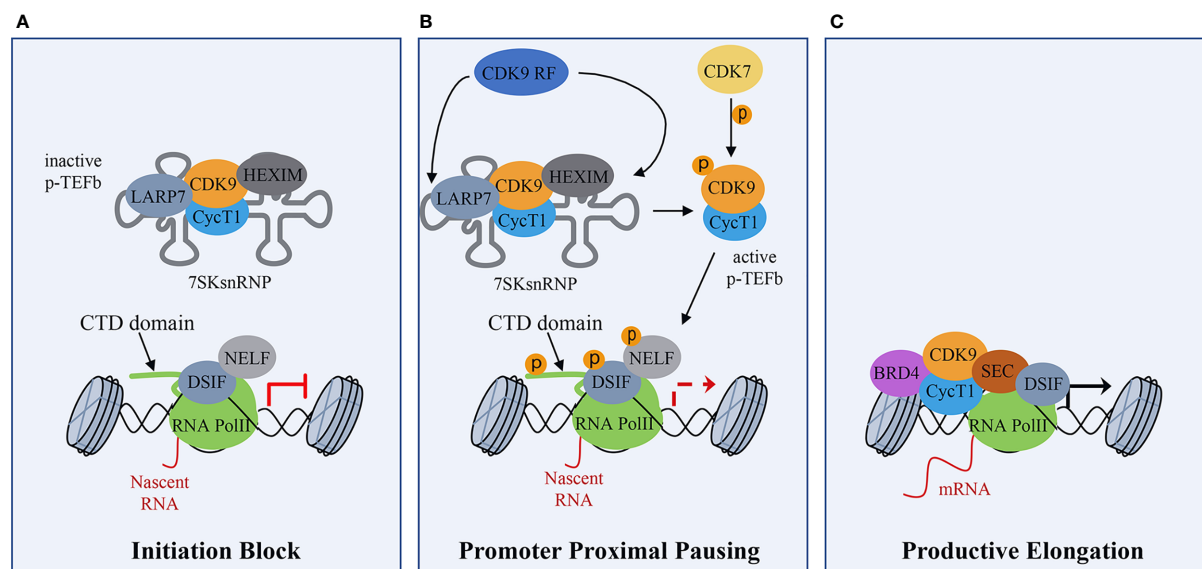 A
inactive
p-TEFb
LARP7
CDK9
HEXIM
CycT1
7SKsnRNP
CTD domain
NELF
DSIF
RNA PolII
Nascent
RNA
Initiation Block
B
CDK9 RF
CDK7
p
p
LARP7
CDK9
HEXIM
CycT1
CDK9
CycT1
7SKsnRNP
active
p-TEFb
CTD domain
p
p
p
NELF
DSIF
RNA PolII
Nascent
RNA
Promoter Proximal Pausing
C
BRD4
CDK9
CycT1
SEC
DSIF
RNA PolII
mRNA
Productive Elongation